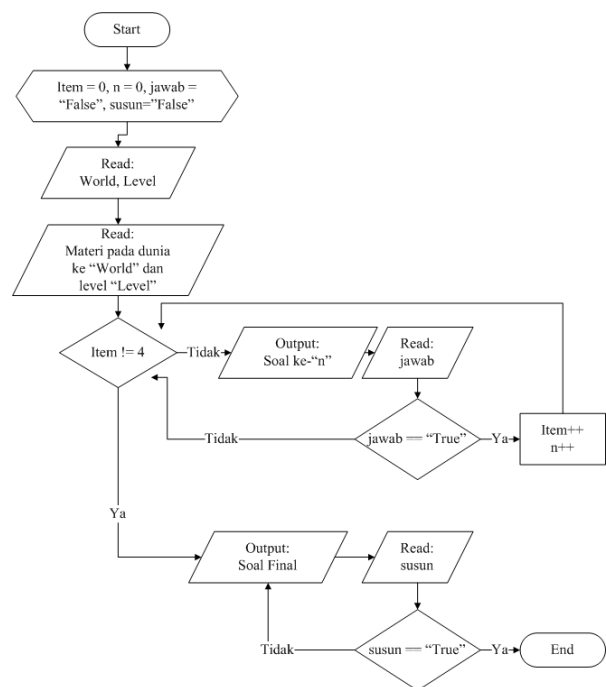 Start
Item = 0, n = 0, jawab =
“False”, susun=”False”
Read:
World, Level
Read:
Materi pada dunia
ke “World” dan
level “Level”
Item != 4
Tidak
Output:
Soal ke-“n”
Read:
jawab
jawab == “True”
Tidak
Ya
Item++
n++
Ya
Output:
Soal Final
Read:
susun
susun == “True”
Tidak
Ya
End